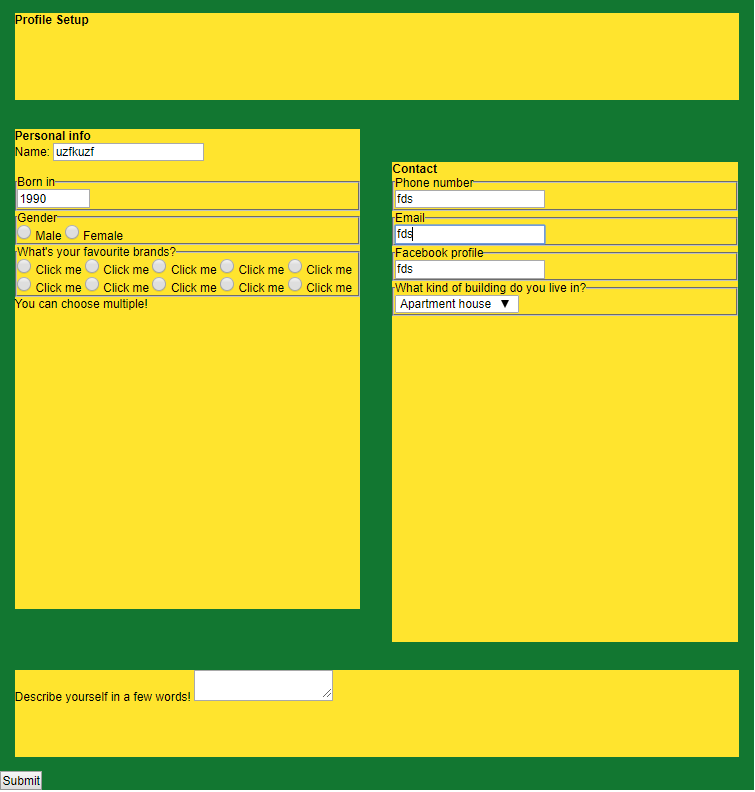 Profile Setup
Personal info
Name: uzfkuzf
Born in
1990
Gender
Male Female
What's your favourite brands?
Click me Click me Click me Click me Click me
Click me Click me Click me Click me Click me
You can choose multiple!
Contact
Phone number
fds
Email
fds
Facebook profile
fds
What kind of building do you live in?
Apartment house ▼
Describe yourself in a few words!
Submit